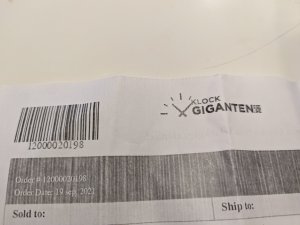 KLOCK
GIGANTEN
12000020198
Order # 12000020198
Order Date: 19 sep. 2021
Sold to:
Ship to: